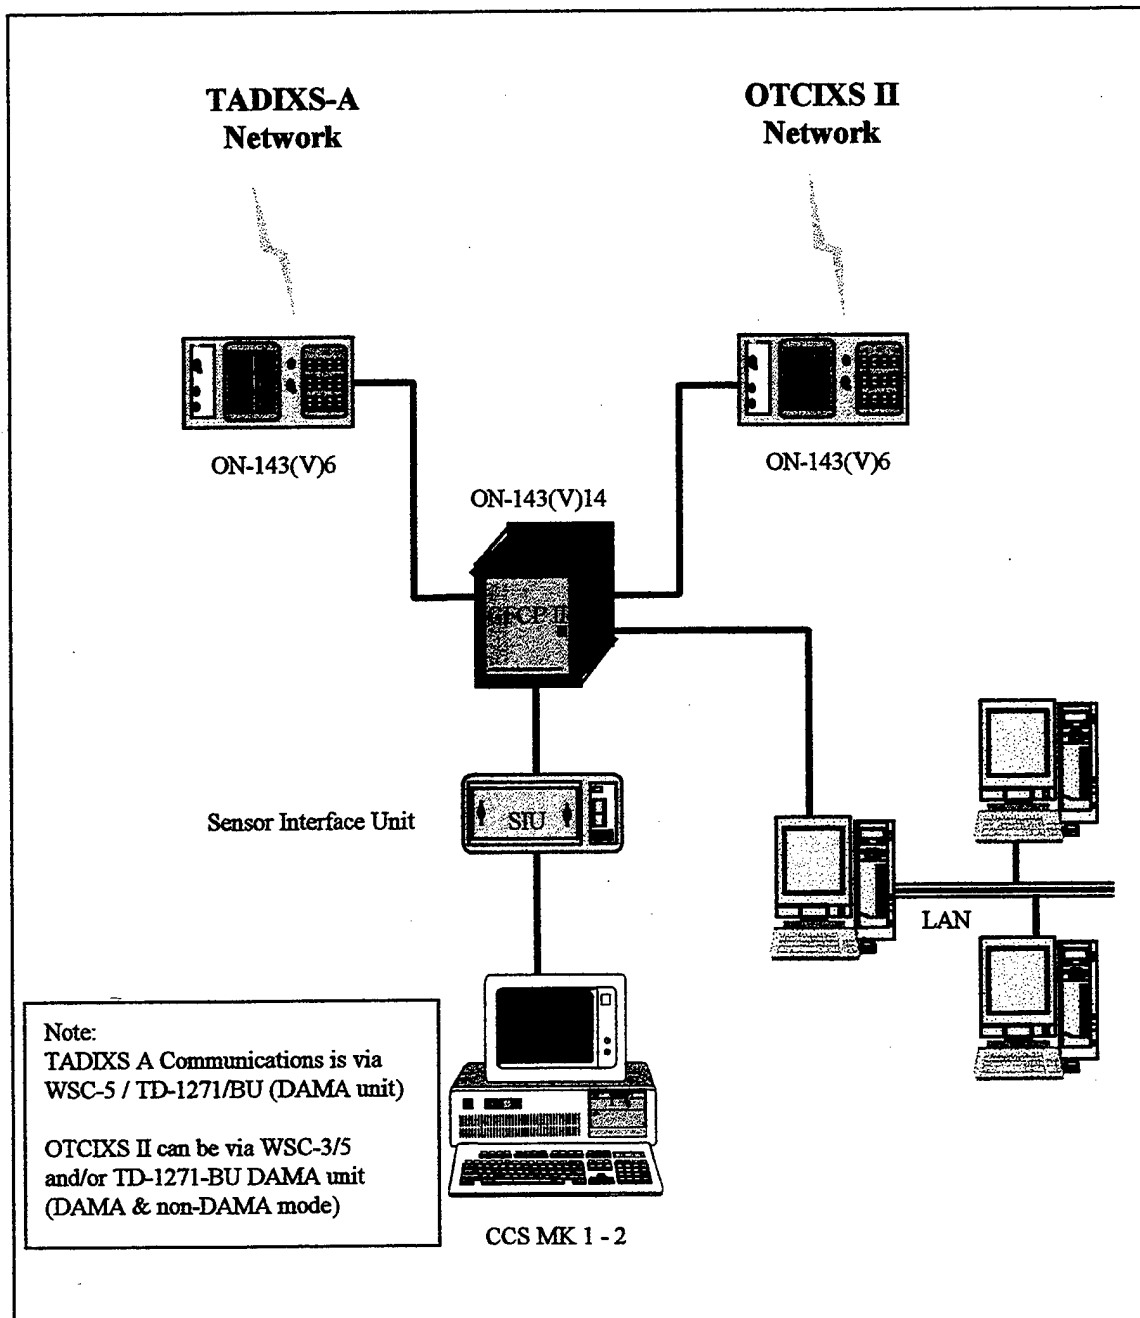 TADIXS-A
Network
OTCIXS II
Network
ON-143(V)6
ON-143(V)6
ON-143(V)14
Sensor Interface Unit
SIU
LAN
Note:
TADIXS A Communications is via
WSC-5 / TD-1271/BU (DAMA unit)
OTCIXS II can be via WSC-3/5
and/or TD-1271-BU DAMA unit
(DAMA & non-DAMA mode)
CCS MK 1 - 2